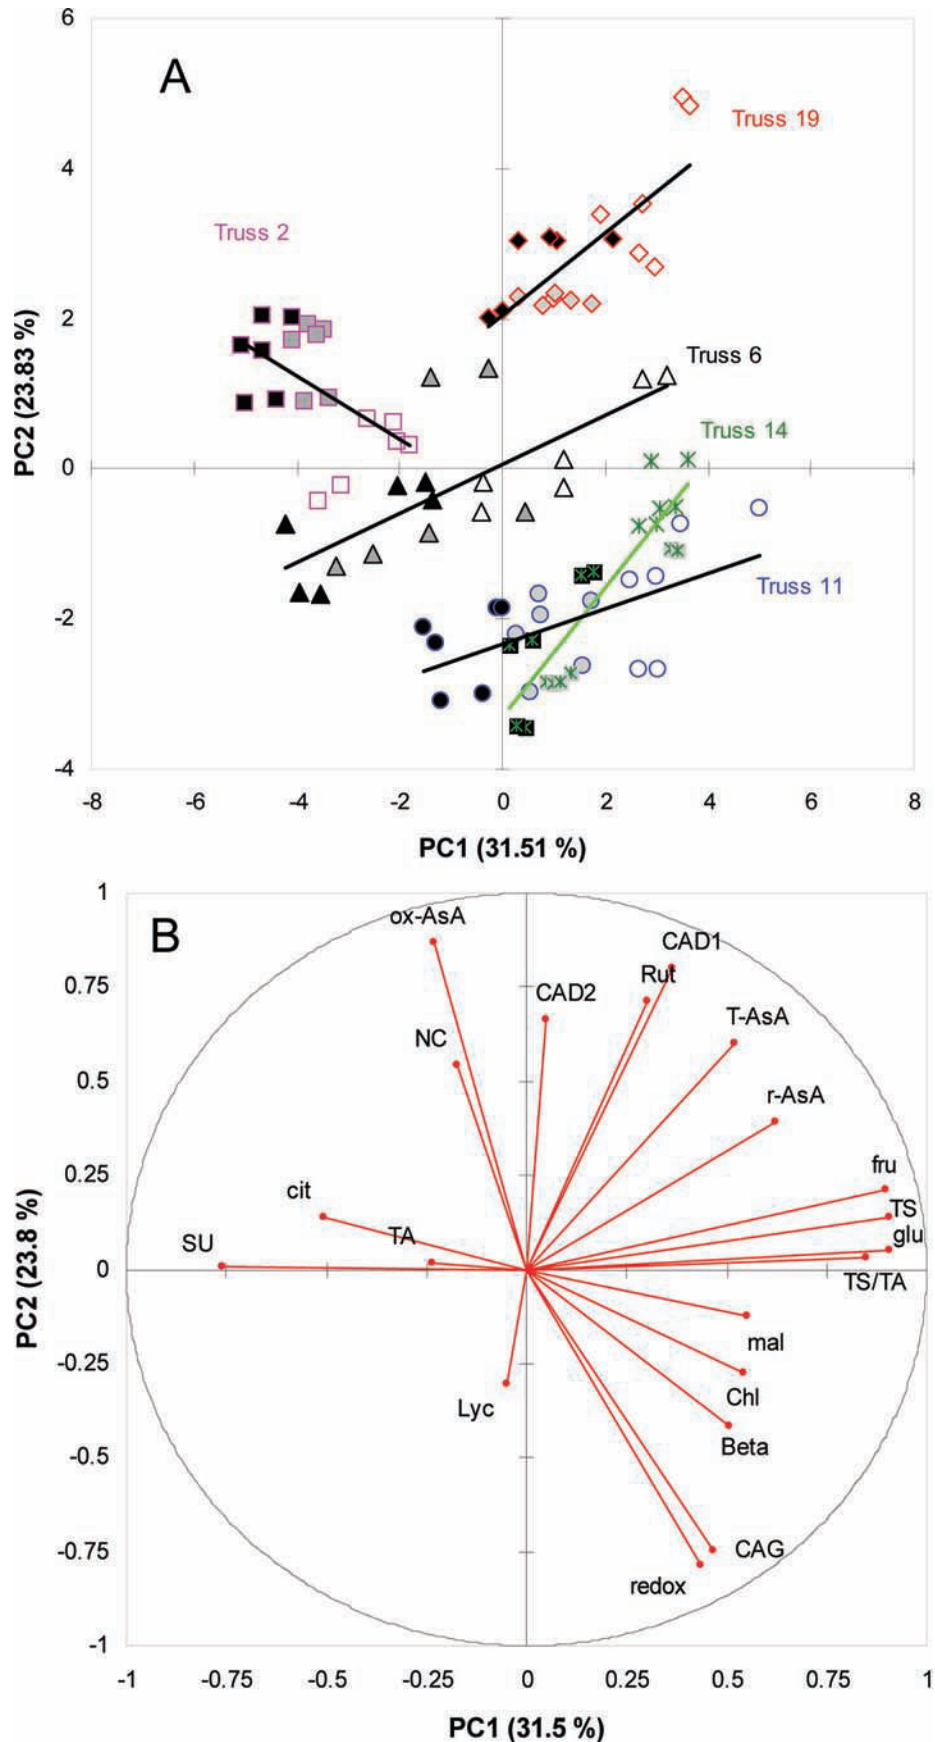 A
6
4
2
0
-2
-4
PC2 (23.83 %)
Truss 19
Truss 2
Truss 6
Truss 14
Truss 11
-8
-6
-4
-2
0
2
4
6
8
PC1 (31.51 %)
B
1
0.75
0.5
0.25
0
-0.25
-0.5
-0.75
-1
PC2 (23.8 %)
ox-AsA
CAD1
Rut
CAD2
T-AsA
NC
r-AsA
fru
cit
TS
TA
glu
SU
TS/TA
mal
Chl
Lyc
Beta
CAG
redox
-1
-0.75
-0.5
-0.25
0
0.25
0.5
0.75
1
PC1 (31.5 %)